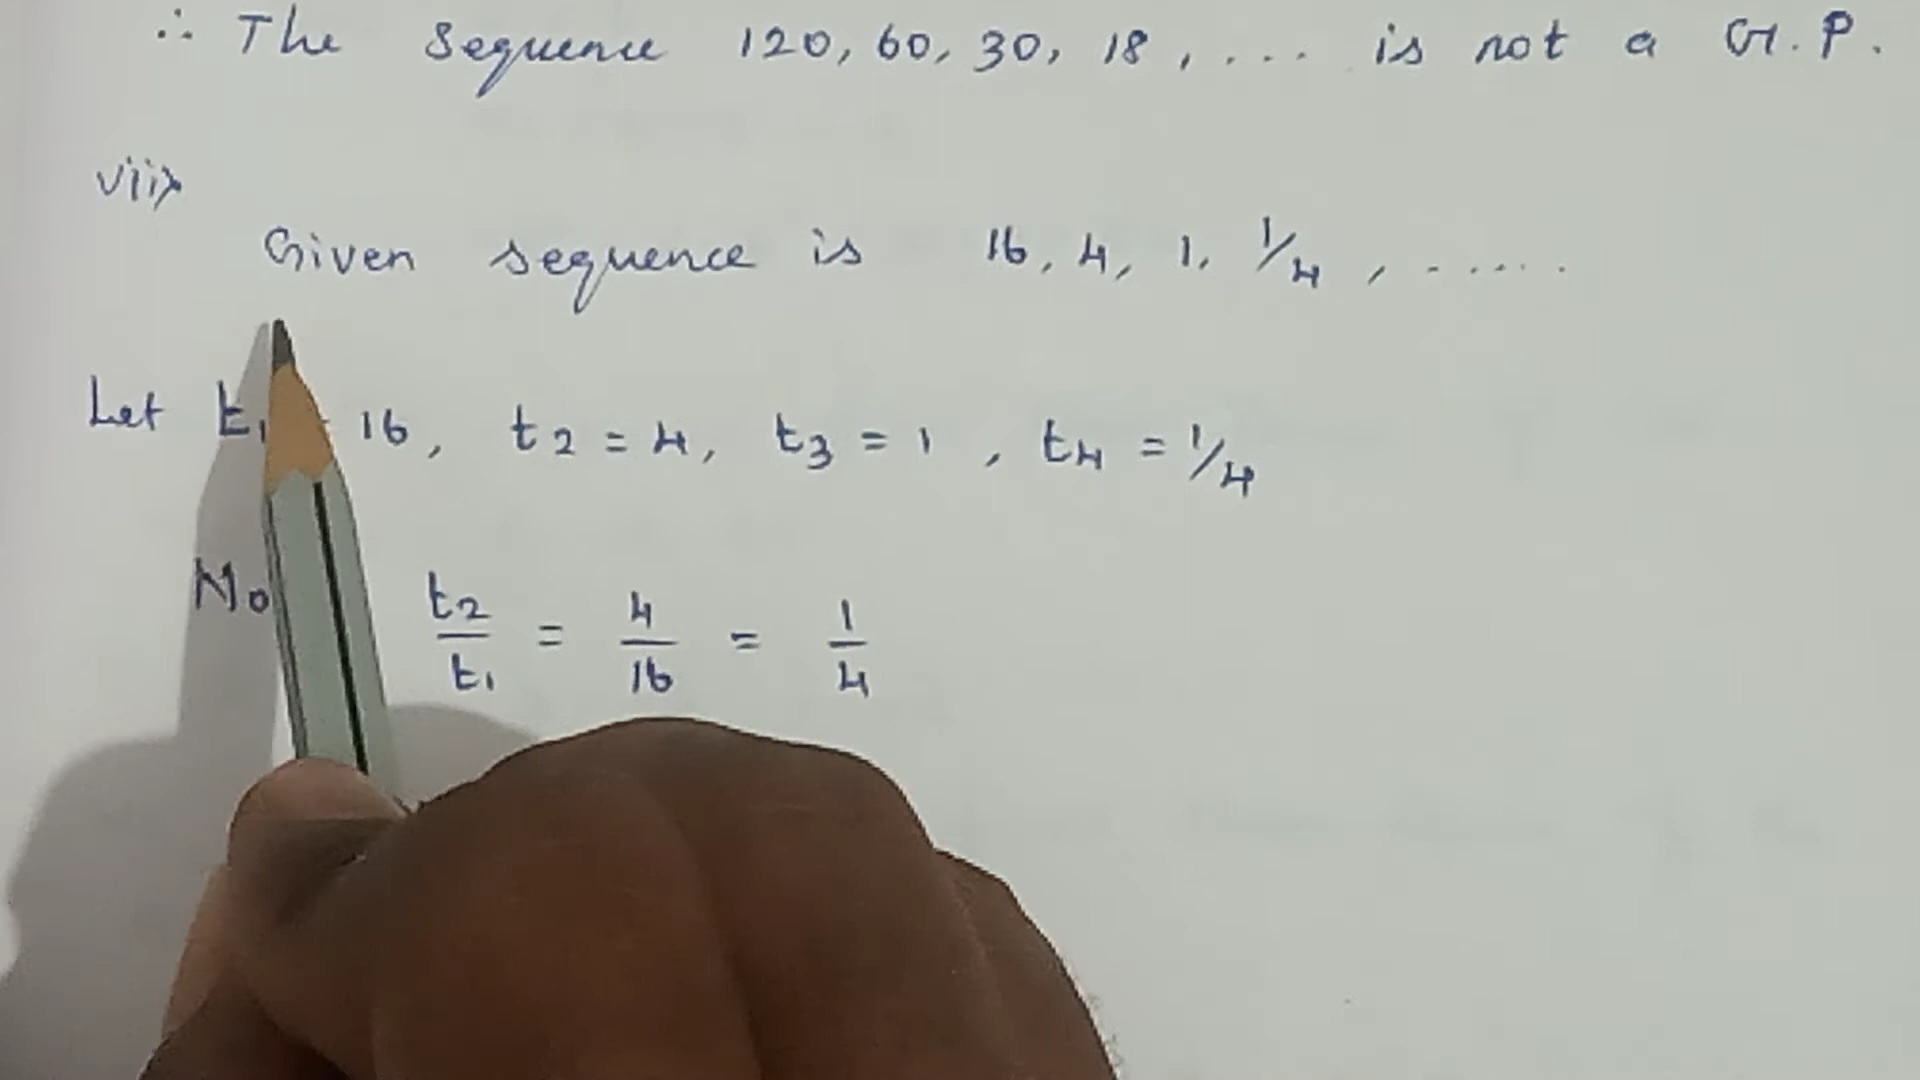 ∴ The sequence 120, 60, 30, 18, .... is not a G.P.
vii)
Given sequence is 16, 4, 1, 1/4, ......
Let t1 = 16, t2 = 4, t3 = 1, t4 = 1/4
t2/t1 = 4/16 = 1/4